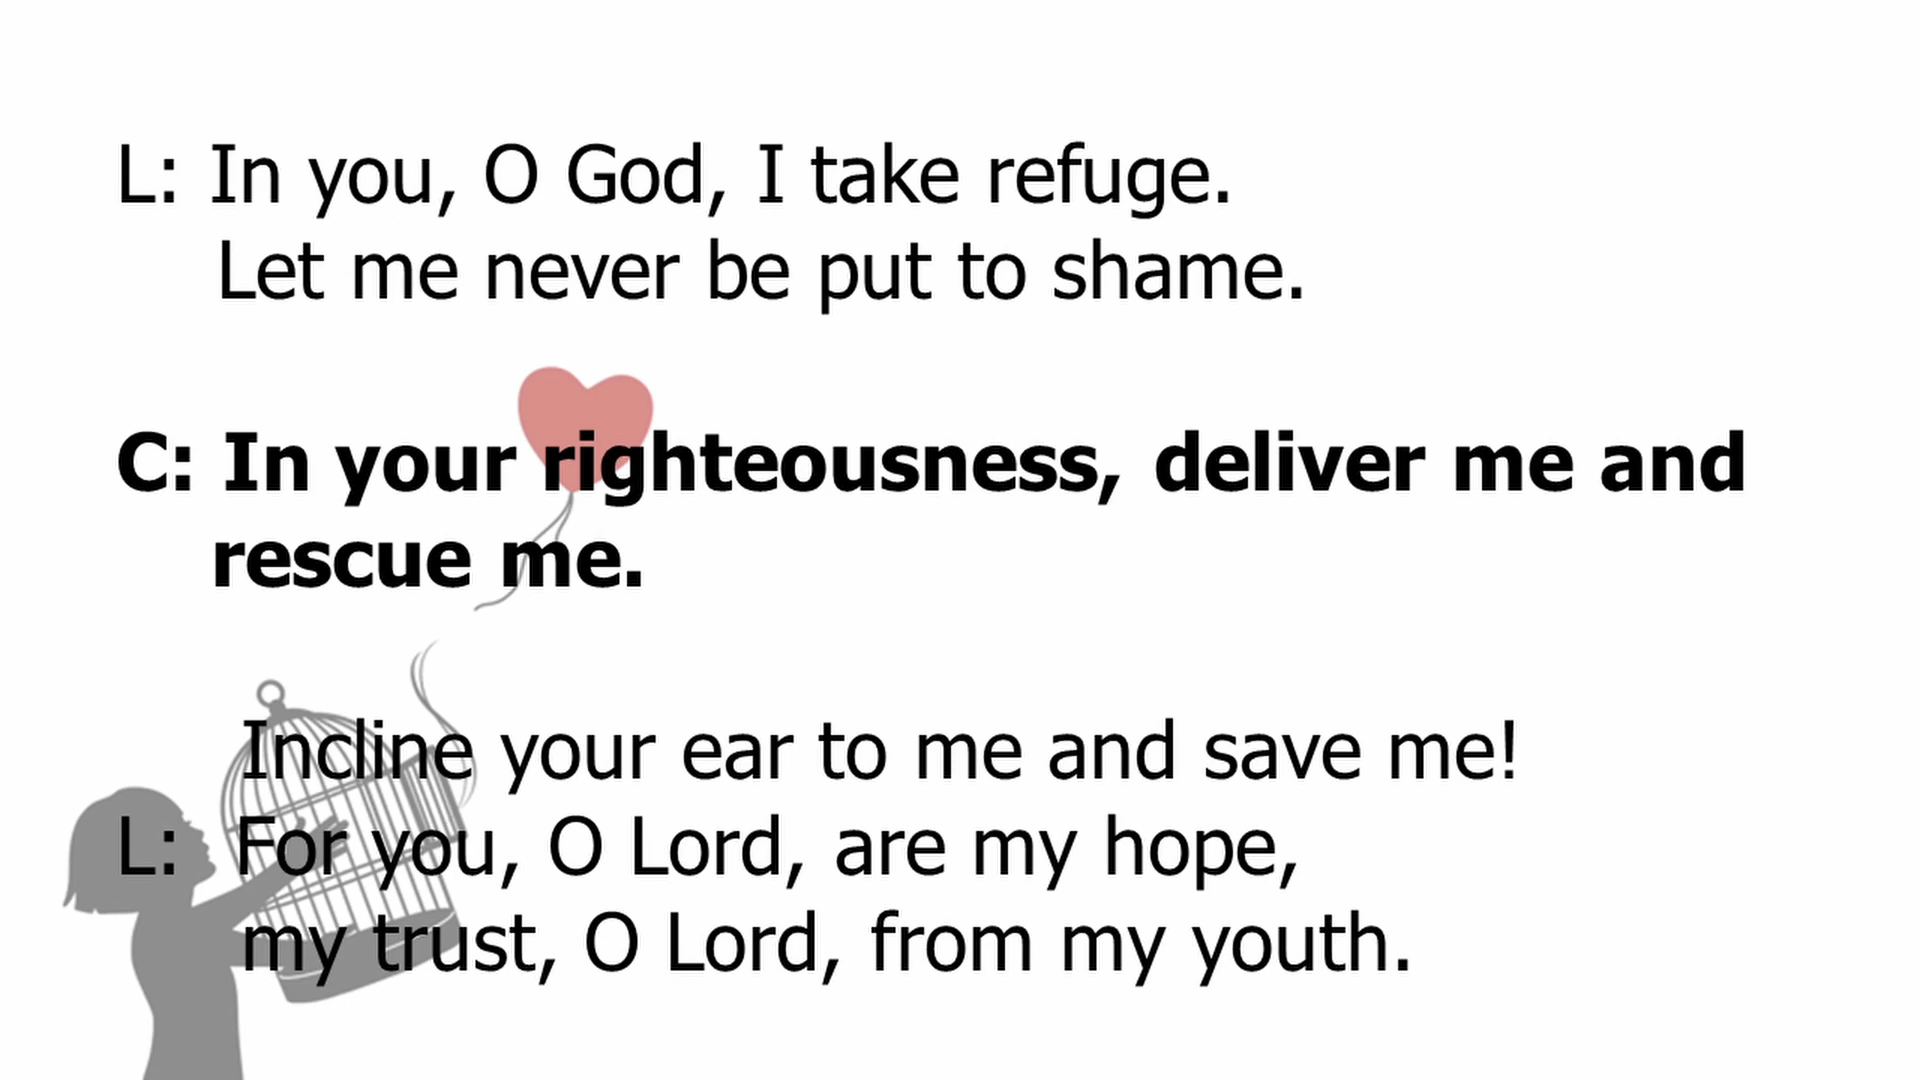 L: In you, O God, I take refuge.
Let me never be put to shame.
C: In your righteousness, deliver me and
rescue me.
Incline your ear to me and save me!
L: For you, O Lord, are my hope,
my trust, O Lord, from my youth.